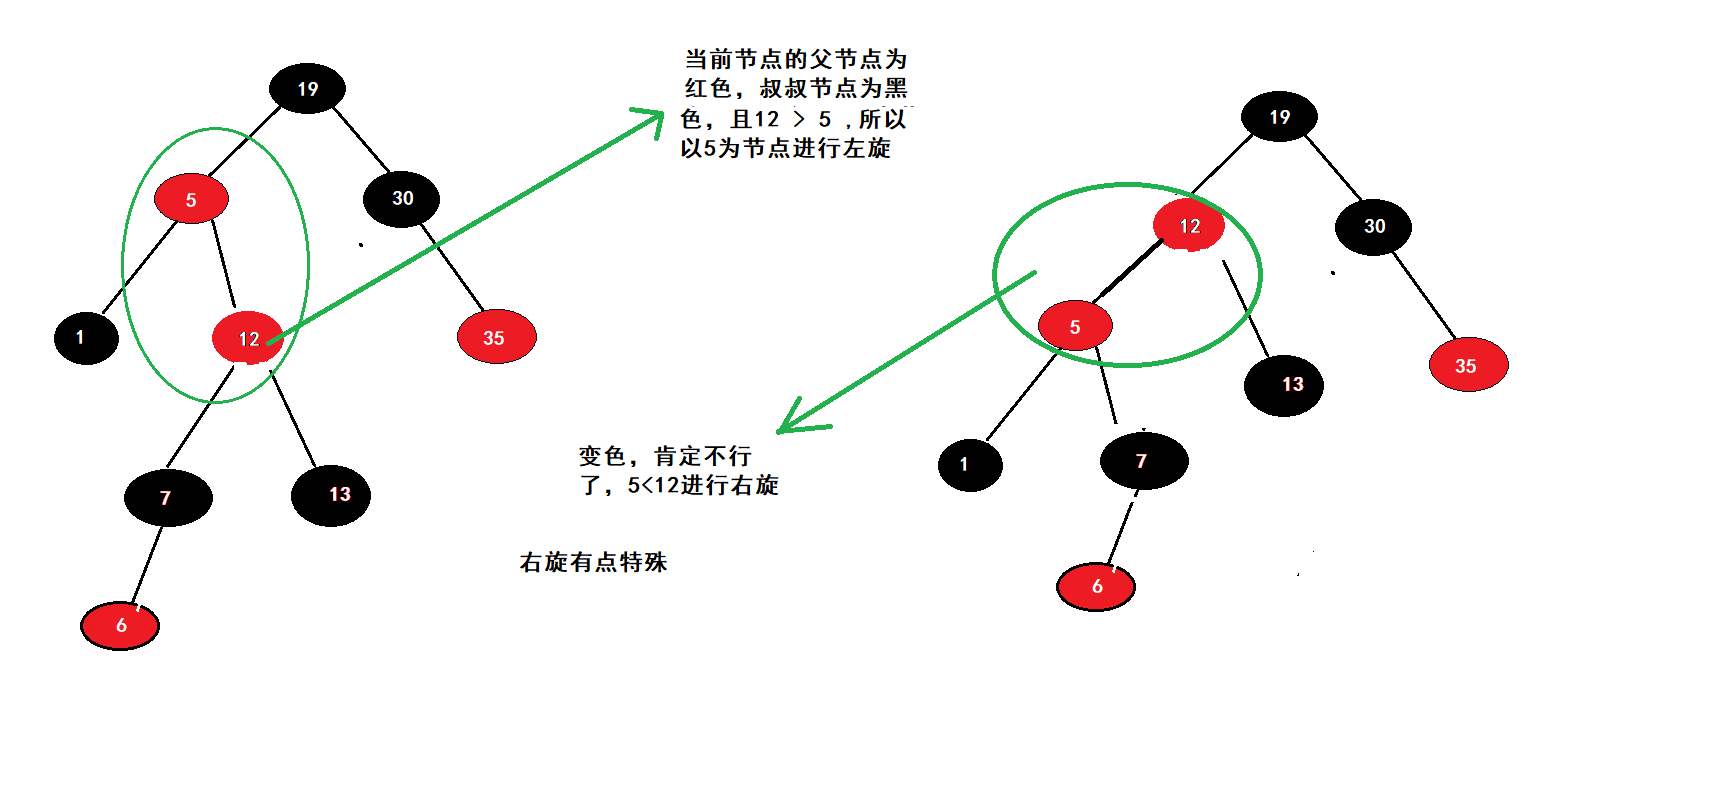 当前节点的父节点为
红色，叔叔节点为黑
色，且12 > 5 ,所以
以5为节点进行左旋
19
5
30
1
12
35
7
13
6
19
12
30
5
13
35
1
7
6
变色，肯定不行
了，5<12进行右旋
右旋有点特殊